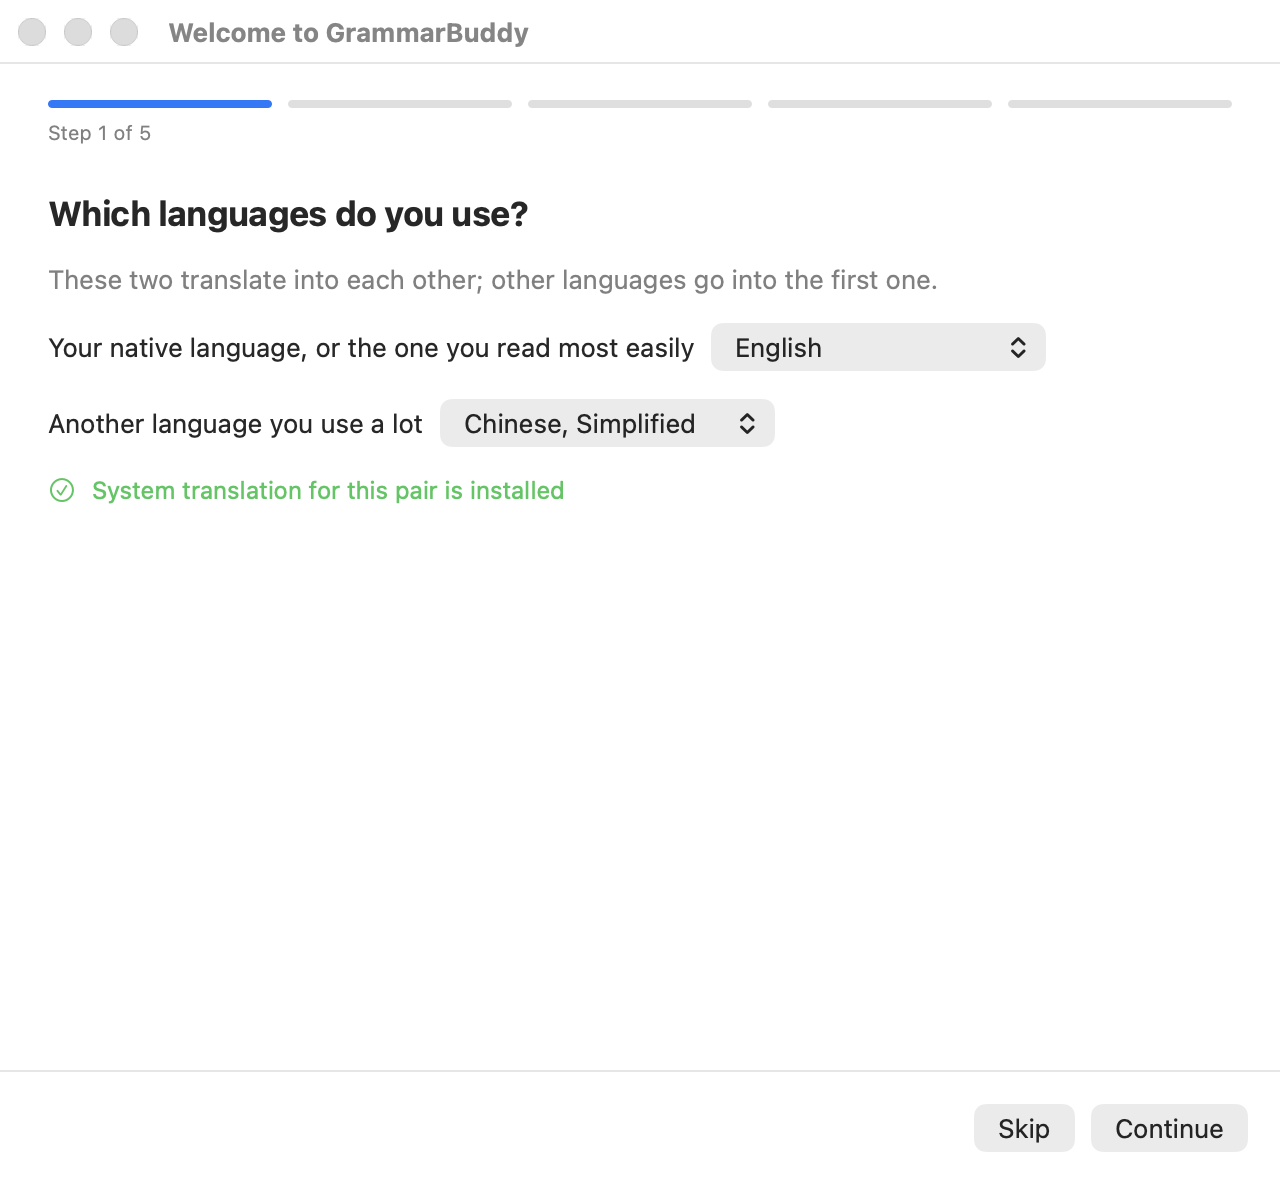 Welcome to GrammarBuddy
Step 1 of 5
Which languages do you use?
These two translate into each other; other languages go into the first one.
Your native language, or the one you read most easily English
Another language you use a lot Chinese, Simplified
System translation for this pair is installed
Skip Continue